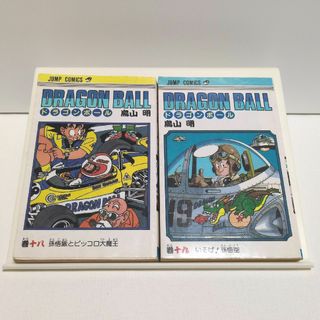 JUMP COMICS
DRAGON BALL
ドラゴンボール
鳥山 明
巻十八 孫悟飯とピッコロ大魔王
JUMP COMICS
DRAGON BALL
ドラゴンボール
鳥山 明
19
巻十九 いそげ!孫悟空